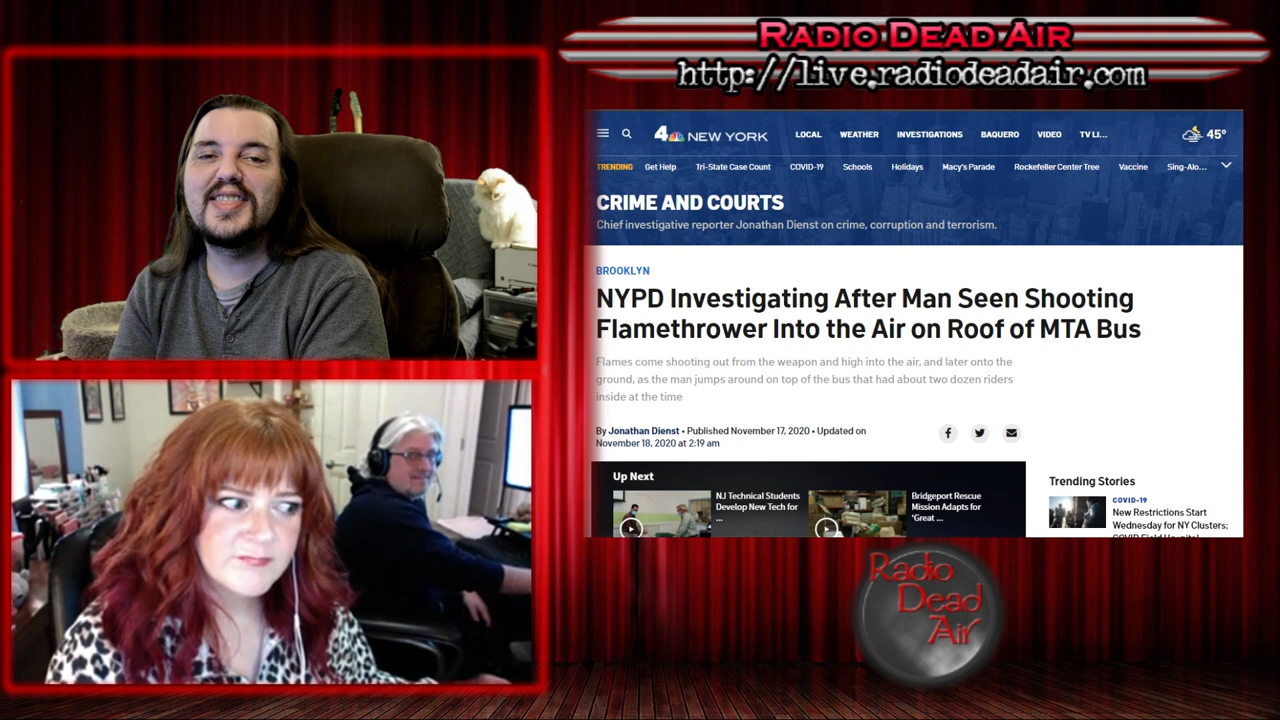 RADIO DEAD AIR
http://live.radiodeadair.com
4 NEW YORK LOCAL WEATHER INVESTIGATIONS BAQUERO VIDEO TV LI... 45°
TRENDING Get Help Tri-State Case Count COVID-19 Schools Holidays Macy's Parade Rockefeller Center Tree Vaccine Sing-Alo...
CRIME AND COURTS
Chief investigative reporter Jonathan Dienst on crime, corruption and terrorism.
BROOKLYN
NYPD Investigating After Man Seen Shooting
Flamethrower Into the Air on Roof of MTA Bus
Flames come shooting out from the weapon and high into the air, and later onto the
ground, as the man jumps around on top of the bus that had about two dozen riders
inside at the time
By Jonathan Dienst • Published November 17, 2020 • Updated on
November 18, 2020 at 2:19 am
Up Next
NJ Technical Students
Develop New Tech for
...
Bridgeport Rescue
Mission Adapts for
'Great ...
Trending Stories
COVID-19
New Restrictions Start
Wednesday for NY Clusters;
Radio
Dead
Air